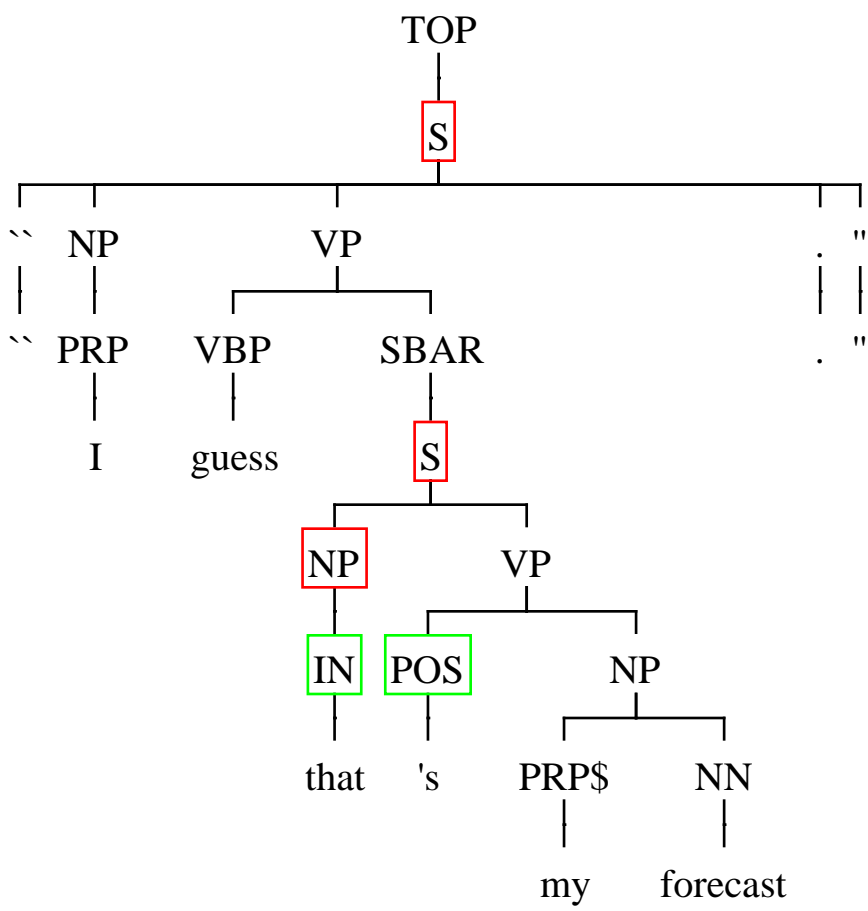 TOP
S
`` NP VP . "
`` PRP VBP SBAR . "
I guess S
NP VP
IN POS NP
that 's PRP$ NN
my forecast